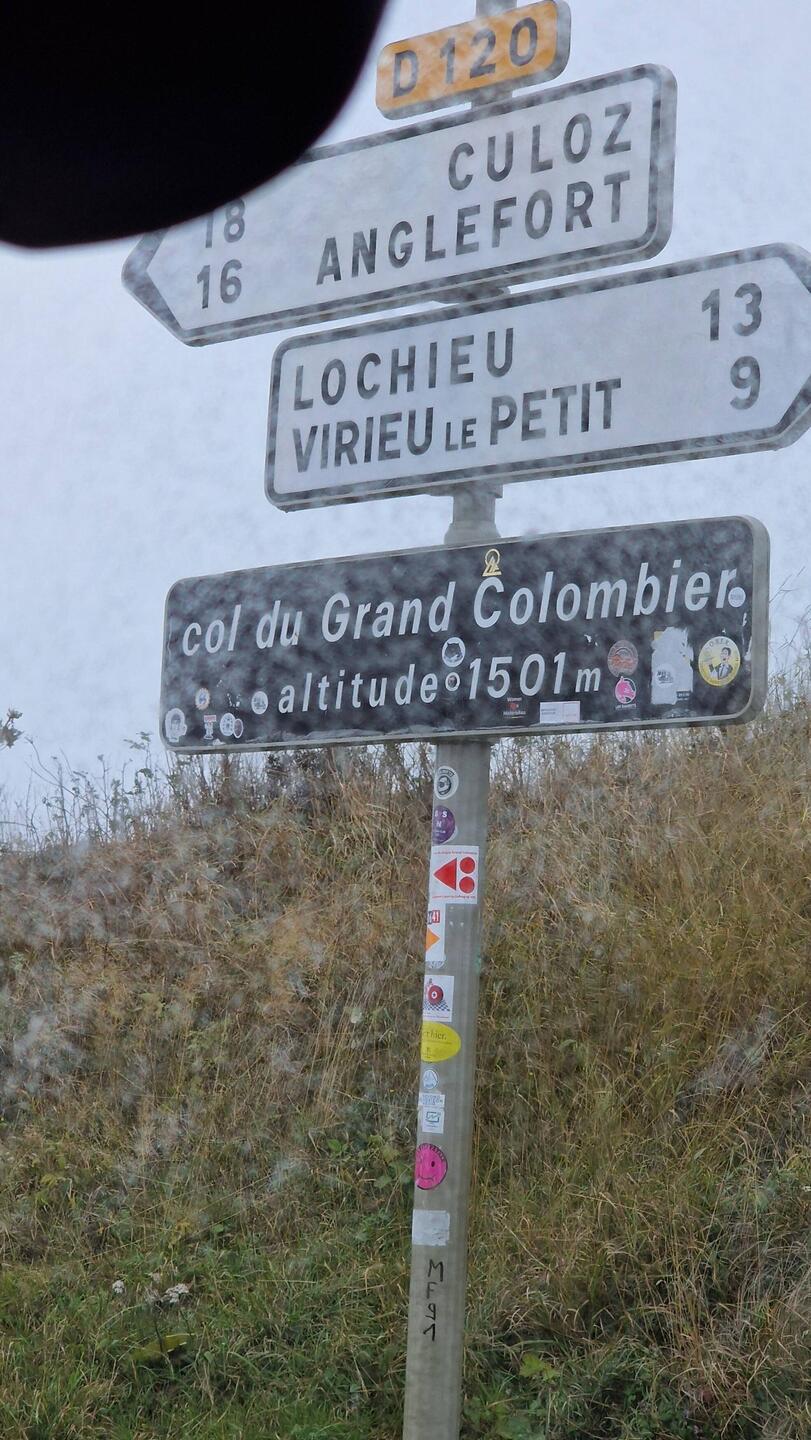 D 120
CULOZ
18
ANGLEFORT
16
LOCHIEU 13
VIRIEU LE PETIT 9
col du Grand Colombier
altitude 1501 m
MF91